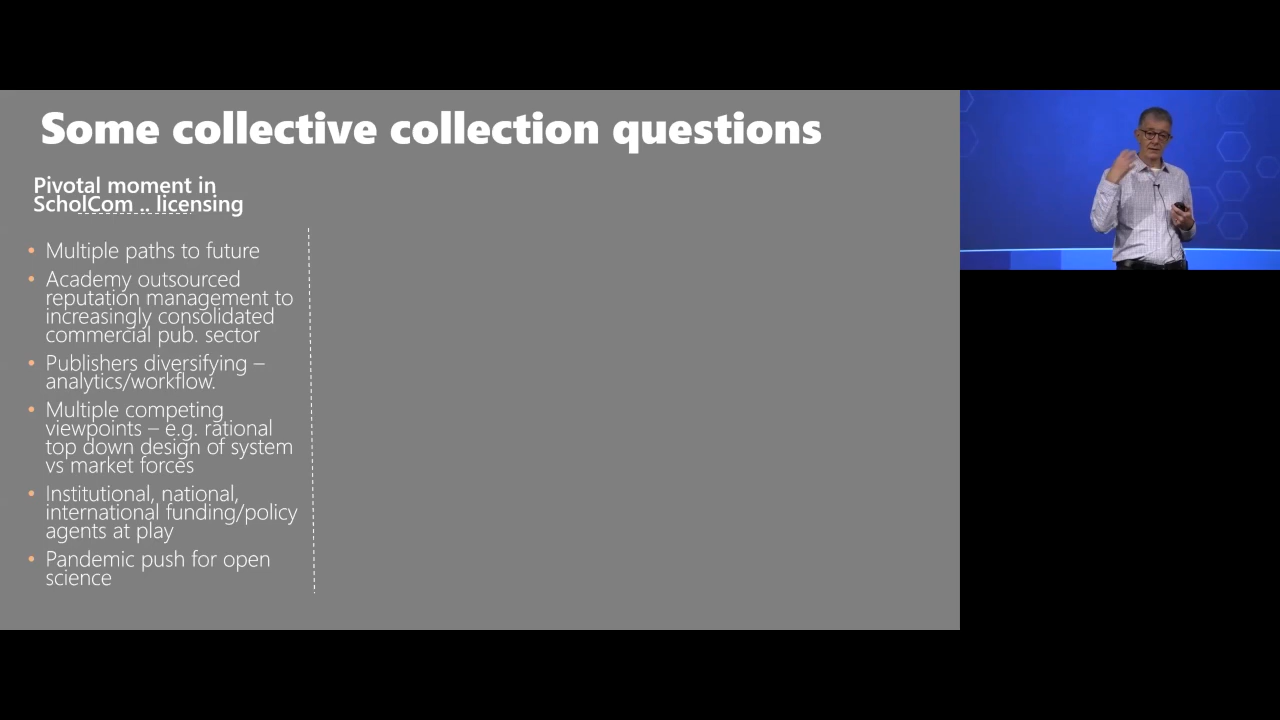 Some collective collection questions
Pivotal moment in
ScholCom .. licensing
• Multiple paths to future
• Academy outsourced
reputation management to
increasingly consolidated
commercial pub. sector
• Publishers diversifying –
analytics/workflow.
• Multiple competing
viewpoints – e.g. rational
top down design of system
vs market forces
• Institutional, national,
international funding/policy
agents at play
• Pandemic push for open
science